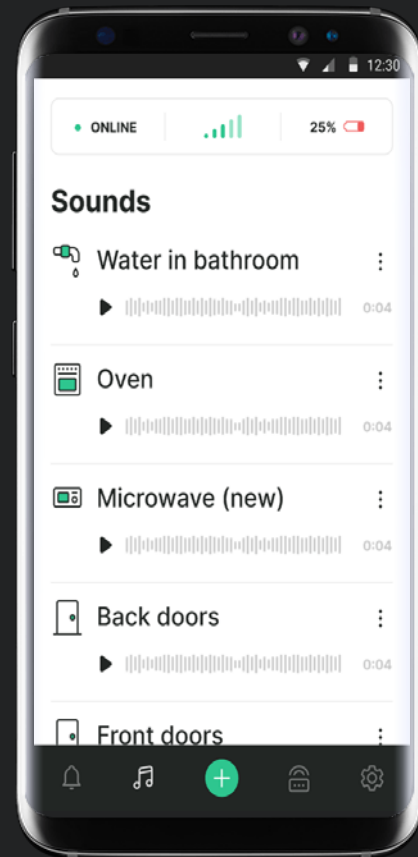 12:30
ONLINE 25%
Sounds
Water in bathroom
0:04
Oven
0:04
Microwave (new)
0:04
Back doors
0:04
Front doors